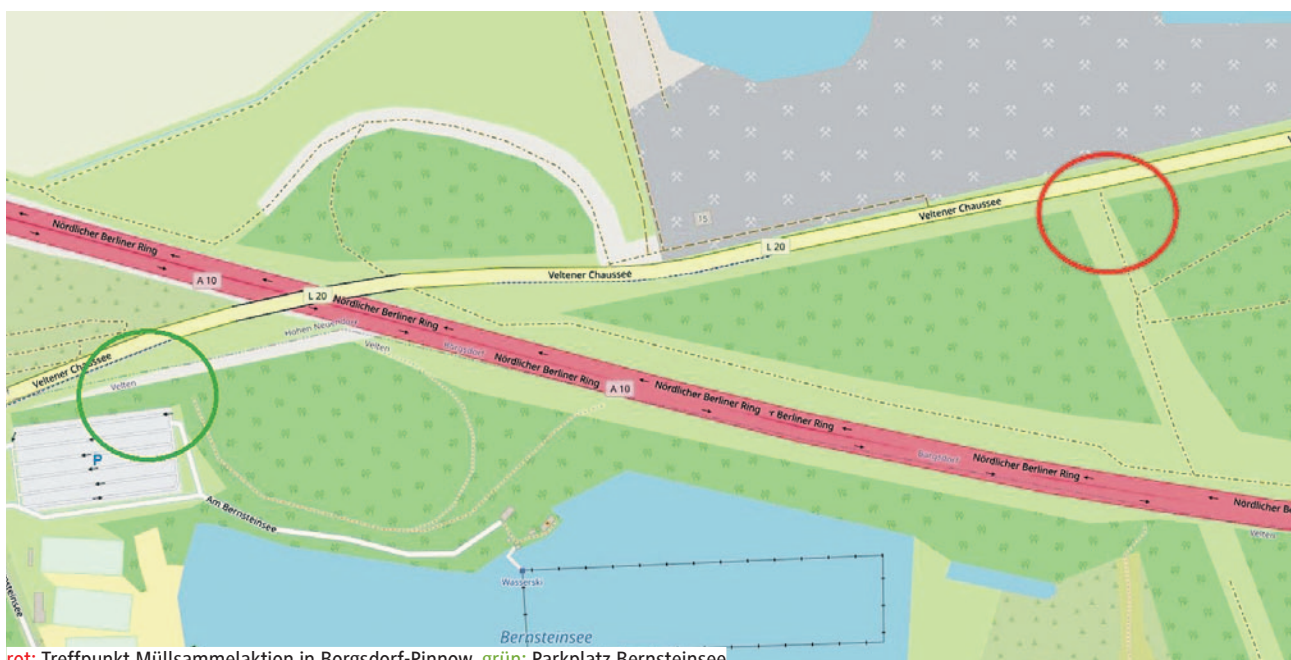 Nördlicher Berliner Ring
A 10
Veltener Chaussee
L 20
Veltener Chaussee
L 20
Nördlicher Berliner Ring
Hohen Neuendorf
Velten
Borgsdorf
Nördlicher Berliner Ring
A 10
Nördlicher Berliner Ring
Berliner Ring
Veltener Chaussee
Velten
P
Am Bernsteinsee
Borgsdorf
Nördlicher Berliner Ring
Velten
Wasserski
Bernsteinsee
rot: Treffpunkt Müllsammelaktion in Borgsdorf-Pinnow, grün: Parkplatz Bernsteinsee